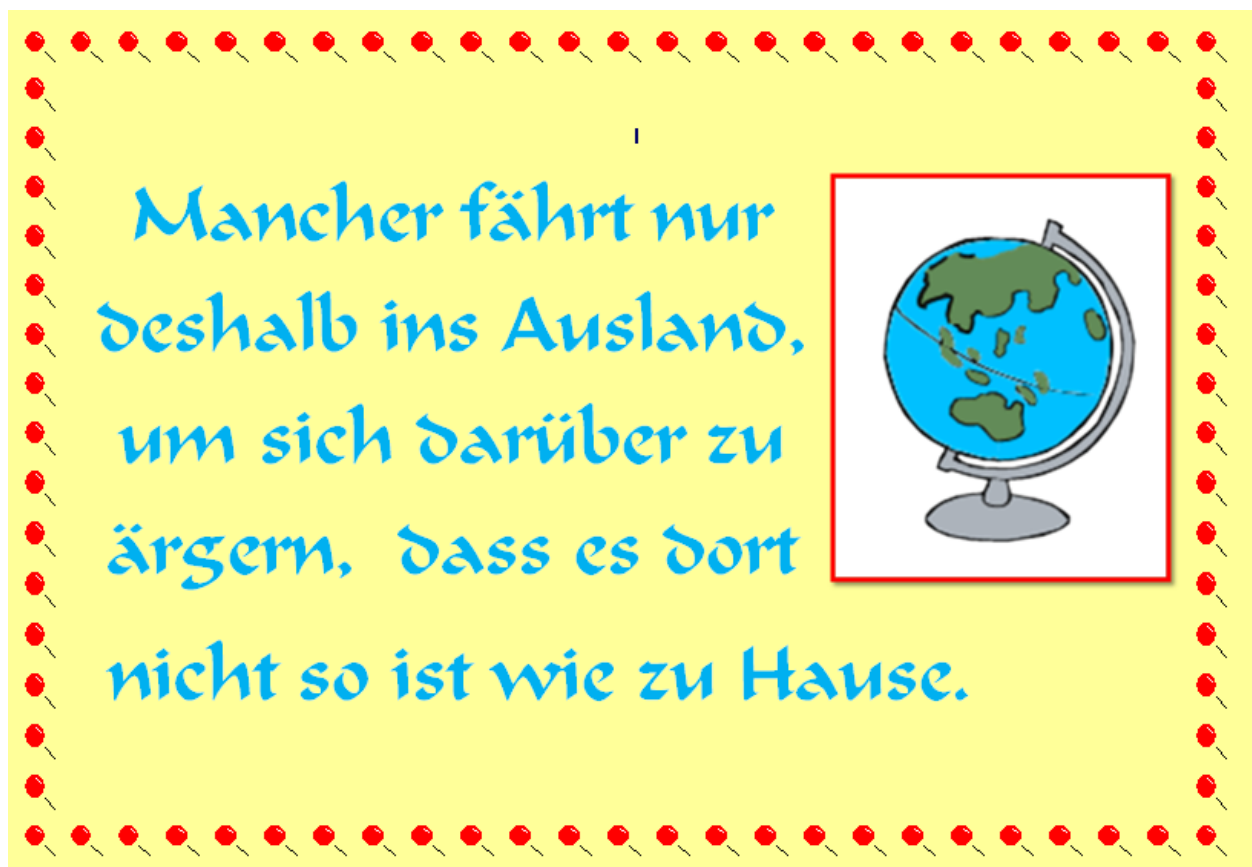 Mancher fährt nur
deshalb ins Ausland,
um sich darüber zu
ärgern, dass es dort
nicht so ist wie zu Hause.